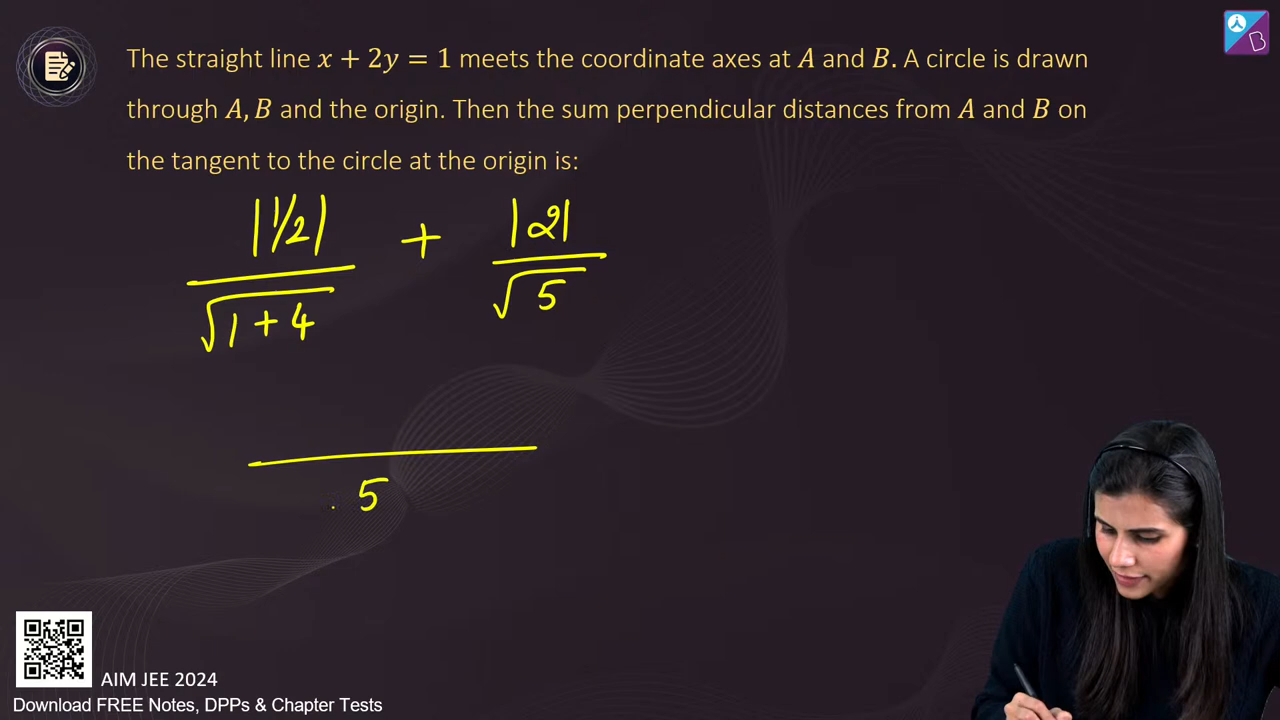 The straight line x + 2y = 1 meets the coordinate axes at A and B. A circle is drawn
through A, B and the origin. Then the sum perpendicular distances from A and B on
the tangent to the circle at the origin is:
|1/2| + |2|
√1+4 √5
5
AIM JEE 2024
Download FREE Notes, DPPs & Chapter Tests